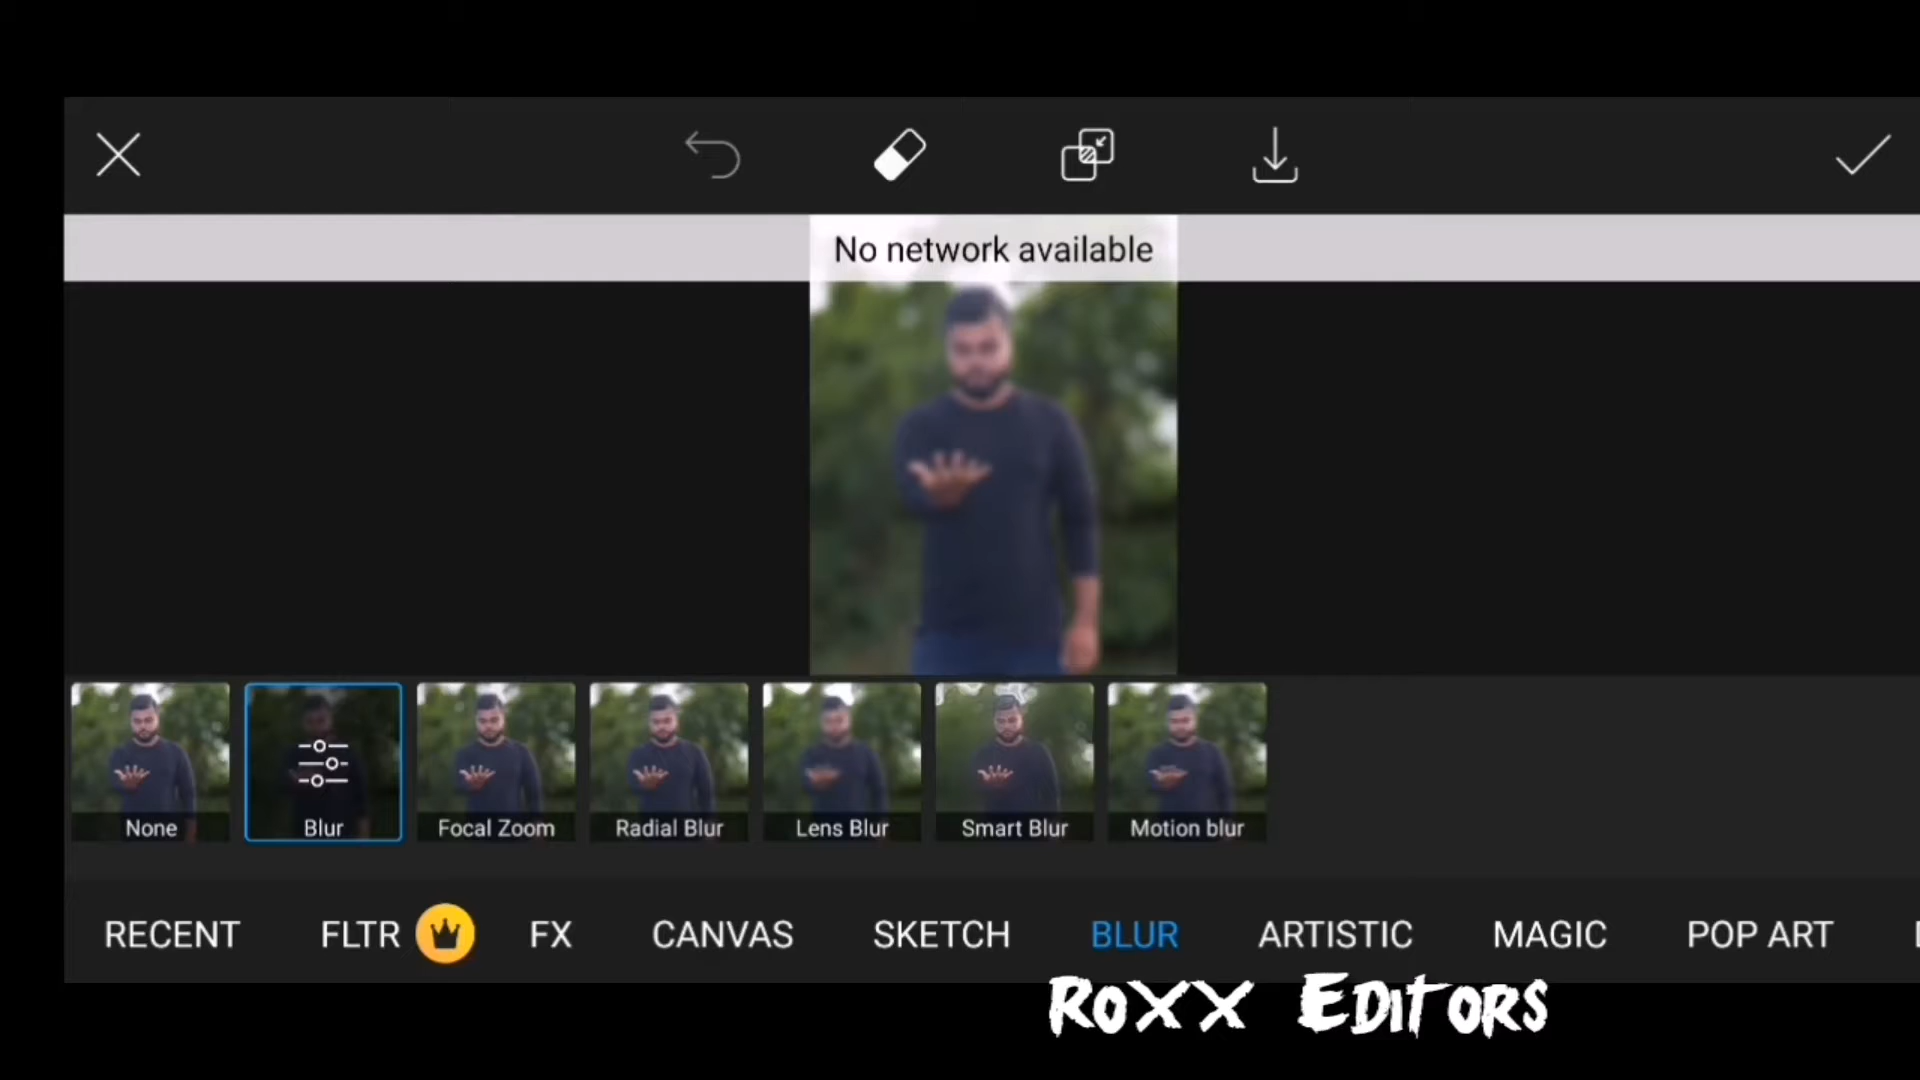 No network available
None
Blur
Focal Zoom
Radial Blur
Lens Blur
Smart Blur
Motion blur
RECENT FLTR FX CANVAS SKETCH BLUR ARTISTIC MAGIC POP ART
Roxx Editors